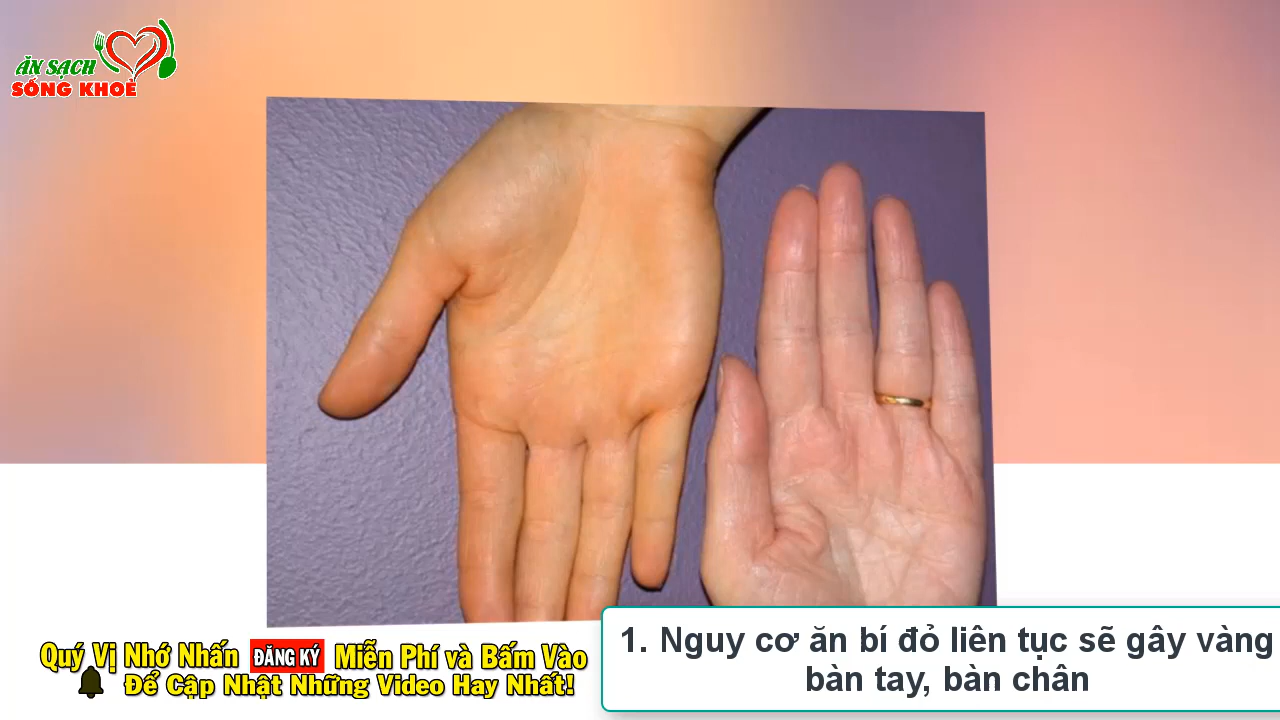 ĂN SẠCH
SỐNG KHOẺ
Quý Vị Nhớ Nhấn ĐĂNG KÝ Miễn Phí và Bấm Vào
Để Cập Nhật Những Video Hay Nhất!
1. Nguy cơ ăn bí đỏ liên tục sẽ gây vàng
bàn tay, bàn chân